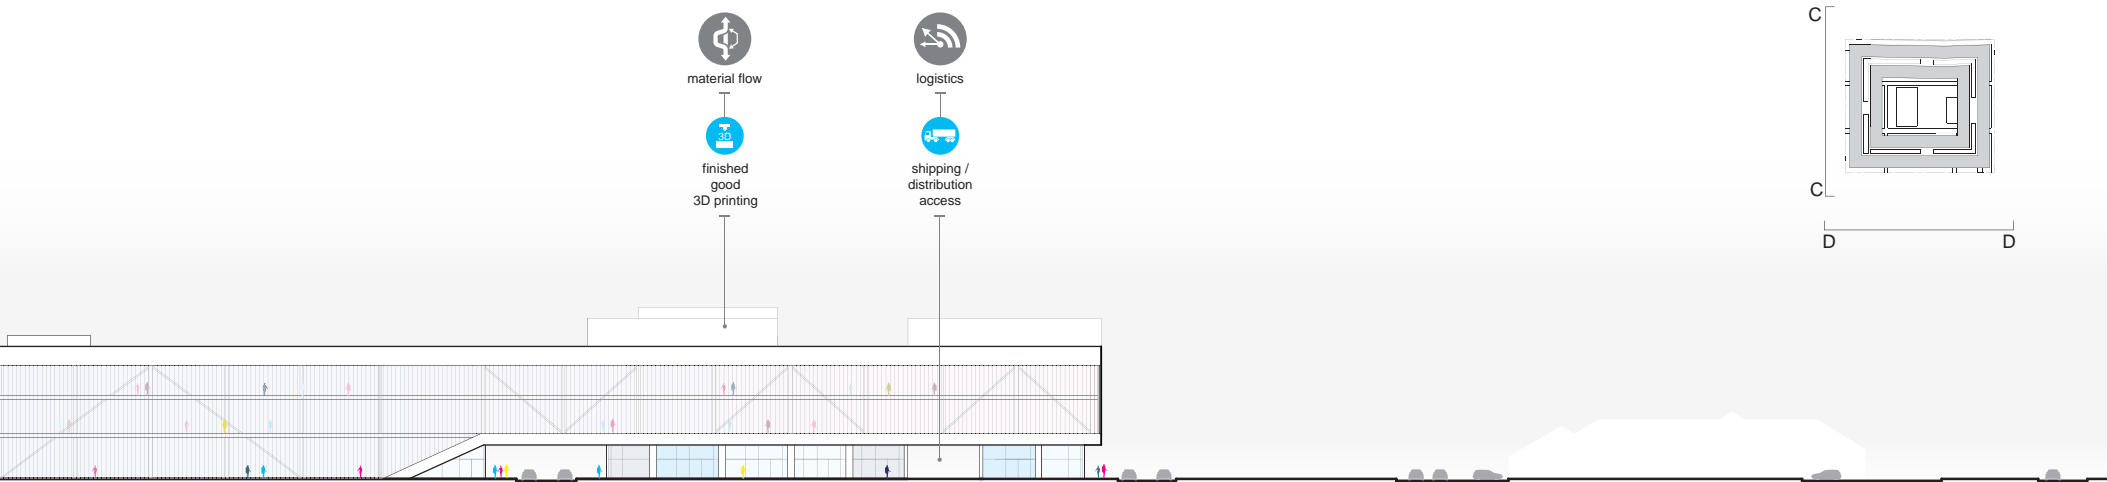 material flow
3D
finished
good
3D printing
logistics
shipping /
distribution
access
C
C
D
D